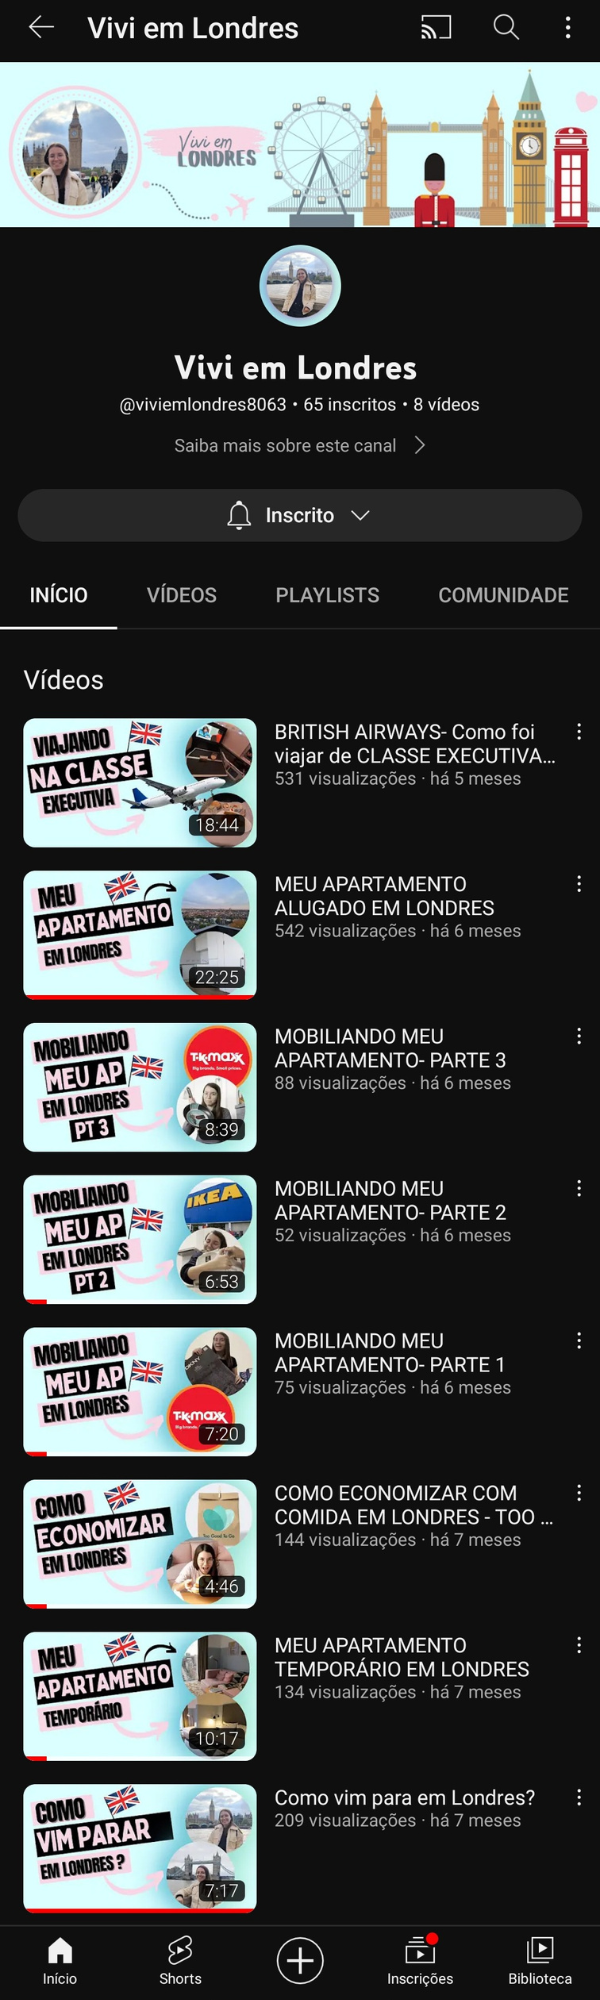 Vivi em Londres
Vivi em
LONDRES
Vivi em Londres
@viviemlondres8063 • 65 inscritos • 8 vídeos
Saiba mais sobre este canal
Inscrito
INÍCIO VÍDEOS PLAYLISTS COMUNIDADE
Vídeos
VIAJANDO
NA CLASSE
EXECUTIVA
18:44
BRITISH AIRWAYS- Como foi
viajar de CLASSE EXECUTIVA...
531 visualizações · há 5 meses
MEU
APARTAMENTO
EM LONDRES
22:25
MEU APARTAMENTO
ALUGADO EM LONDRES
542 visualizações · há 6 meses
MOBILIANDO
MEU AP
EM LONDRES
PT 3
TK-maxx
Big brands. Small prices.
8:39
MOBILIANDO MEU
APARTAMENTO- PARTE 3
88 visualizações · há 6 meses
MOBILIANDO
MEU AP
EM LONDRES
PT 2
IKEA
6:53
MOBILIANDO MEU
APARTAMENTO- PARTE 2
52 visualizações · há 6 meses
MOBILIANDO
MEU AP
EM LONDRES
TK-maxx
7:20
MOBILIANDO MEU
APARTAMENTO- PARTE 1
75 visualizações · há 6 meses
COMO
ECONOMIZAR
EM LONDRES
Too Good To Go
4:46
COMO ECONOMIZAR COM
COMIDA EM LONDRES - TOO ...
144 visualizações · há 7 meses
MEU
APARTAMENTO
TEMPORÁRIO
10:17
MEU APARTAMENTO
TEMPORÁRIO EM LONDRES
134 visualizações · há 7 meses
COMO
VIM PARAR
EM LONDRES ?
7:17
Como vim para em Londres?
209 visualizações · há 7 meses
Início Shorts Inscrições Biblioteca